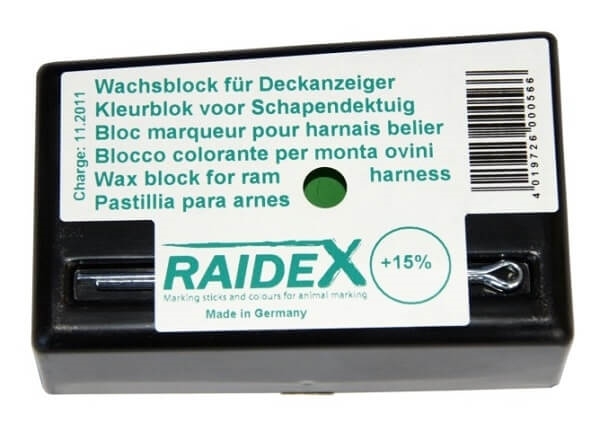 Wachsblock für Deckanzeiger
Kleurblok voor Schapendektuig
Bloc marqueur pour harnais belier
Blocco colorante per monta ovini
Wax block for ram harness
Pastillia para arnes
Charge: 11.2011
4 019726 000566
RAIDEX
+15%
Marking sticks and colours for animal marking
Made in Germany